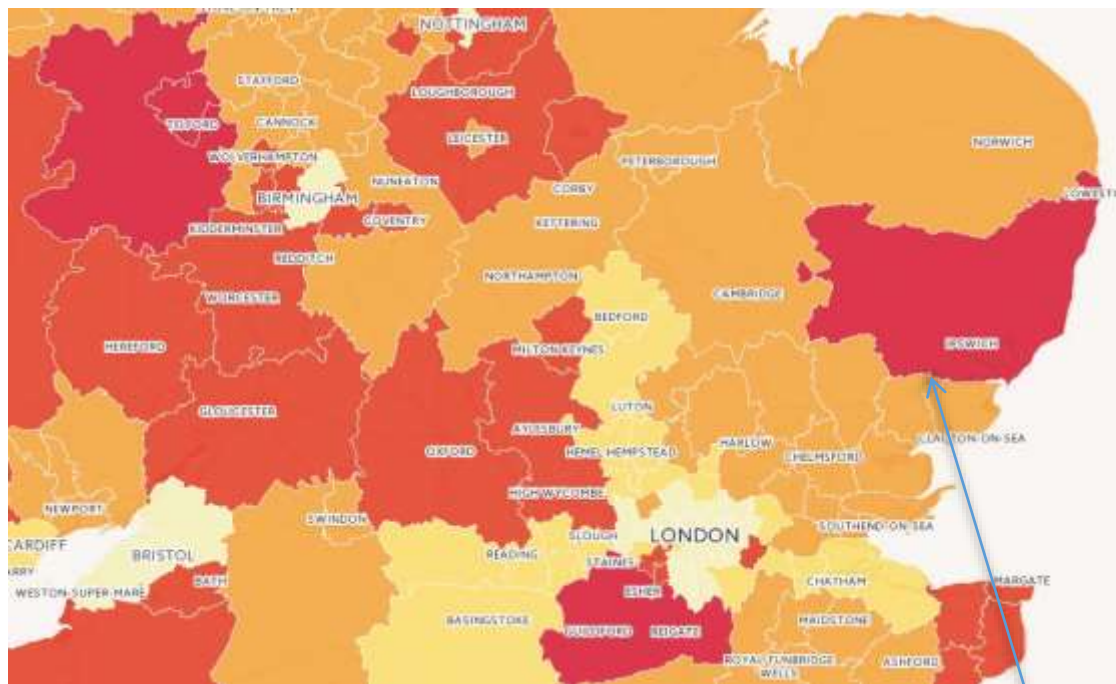 NOTTINGHAM
STAFFORD
LOUGHBOROUGH
TELFORD
CANNOCK
LEICESTER
NORWICH
WOLVERHAMPTON
PETERBOROUGH
NUNEATON
CORBY
BIRMINGHAM
LOWEST
COVENTRY
KETTERING
KIDDERMINSTER
REDDITCH
NORTHAMPTON
WORCESTER
CAMBRIDGE
BEDFORD
HEREFORD
MILTON KEYNES
IPSWICH
GLOUCESTER
LUTON
AYLESBURY
CLACTON-ON-SEA
OXFORD
HEMEL HEMPSTEAD
HARLOW
CHELMSFORD
HIGH WYCOMBE
NEWPORT
SWINDON
SOUTHEND-ON-SEA
CARDIFF
BRISTOL
READING
SLOUGH
LONDON
STAINES
ARRY
BATH
CHATHAM
MARGATE
WESTON-SUPER-MARE
ESHER
BASINGSTOKE
MAIDSTONE
GUILDFORD
REIGATE
ROYAL TUNBRIDGE
WELLS
ASHFORD